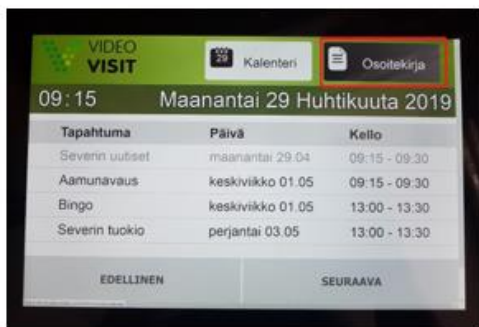 VIDEO
VISIT
29
Kalenteri
Osoitekirja
09:15 Maanantai 29 Huhtikuuta 2019
Tapahtuma Päivä Kello
Severin uutiset maanantai 29.04 09:15 - 09:30
Aamunavaus keskiviikko 01.05 09:15 - 09:30
Bingo keskiviikko 01.05 13:00 - 13:30
Severin tuokio perjantai 03.05 13:00 - 13:30
EDELLINEN SEURAAVA